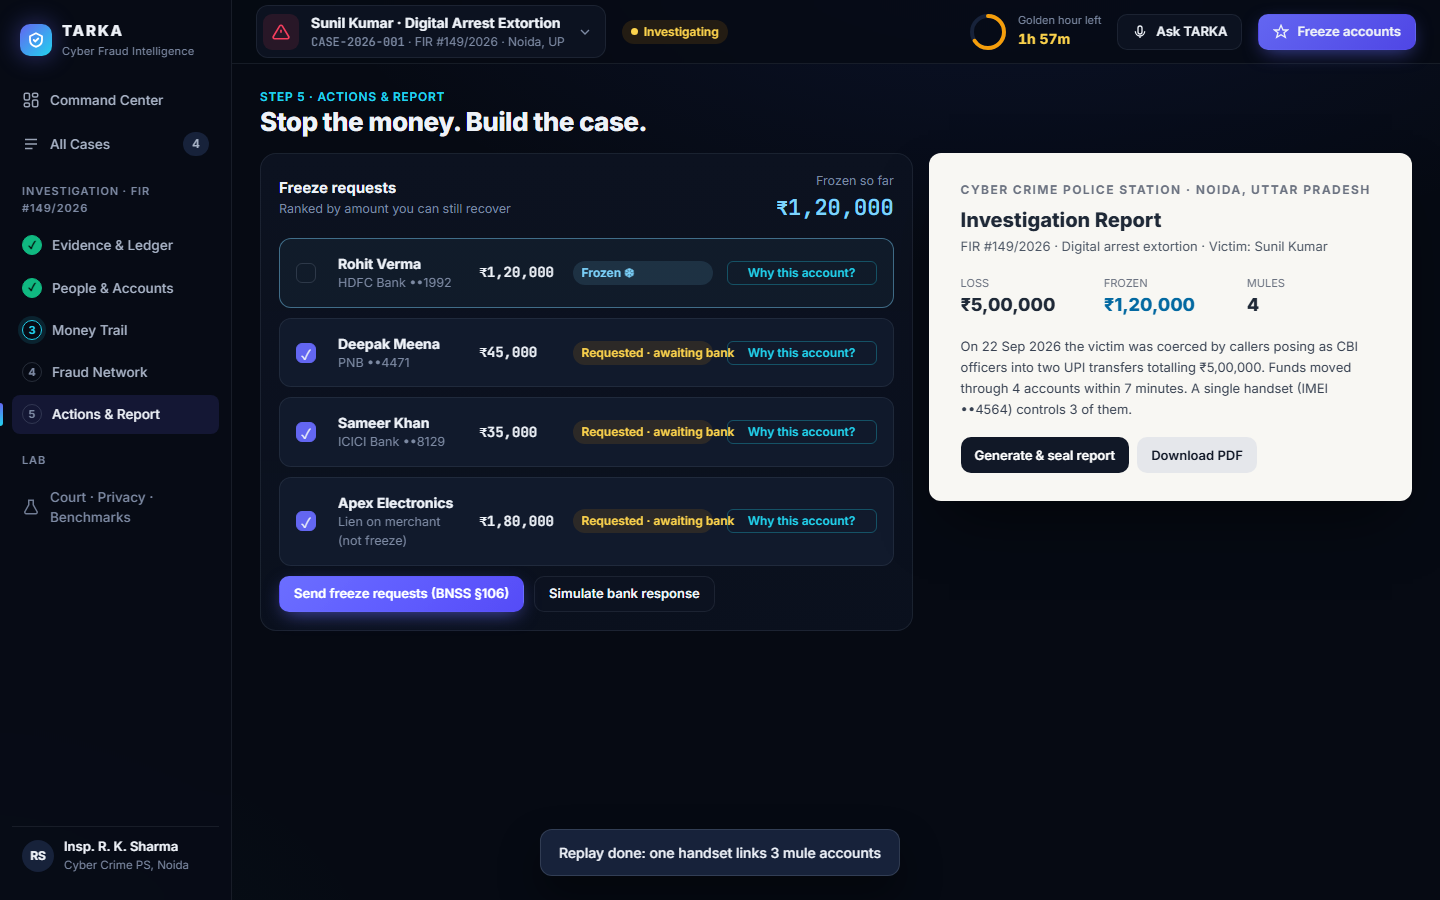 TARKA
Cyber Fraud Intelligence
Command Center
All Cases 4
INVESTIGATION · FIR
#149/2026
✓ Evidence & Ledger
✓ People & Accounts
3 Money Trail
4 Fraud Network
5 Actions & Report
LAB
Court · Privacy ·
Benchmarks
RS Insp. R. K. Sharma
Cyber Crime PS, Noida
Sunil Kumar · Digital Arrest Extortion
CASE-2026-001 · FIR #149/2026 · Noida, UP
Investigating
Golden hour left
1h 57m
Ask TARKA
Freeze accounts
STEP 5 · ACTIONS & REPORT
Stop the money. Build the case.
Freeze requests
Ranked by amount you can still recover
Frozen so far
₹1,20,000
Rohit Verma
HDFC Bank ••1992
₹1,20,000
Frozen ❄
Why this account?
Deepak Meena
PNB ••4471
₹45,000
Requested · awaiting bank
Why this account?
Sameer Khan
ICICI Bank ••8129
₹35,000
Requested · awaiting bank
Why this account?
Apex Electronics
Lien on merchant
(not freeze)
₹1,80,000
Requested · awaiting bank
Why this account?
Send freeze requests (BNSS §106)
Simulate bank response
CYBER CRIME POLICE STATION · NOIDA, UTTAR PRADESH
Investigation Report
FIR #149/2026 · Digital arrest extortion · Victim: Sunil Kumar
LOSS FROZEN MULES
₹5,00,000 ₹1,20,000 4
On 22 Sep 2026 the victim was coerced by callers posing as CBI
officers into two UPI transfers totalling ₹5,00,000. Funds moved
through 4 accounts within 7 minutes. A single handset (IMEI
••4564) controls 3 of them.
Generate & seal report
Download PDF
Replay done: one handset links 3 mule accounts